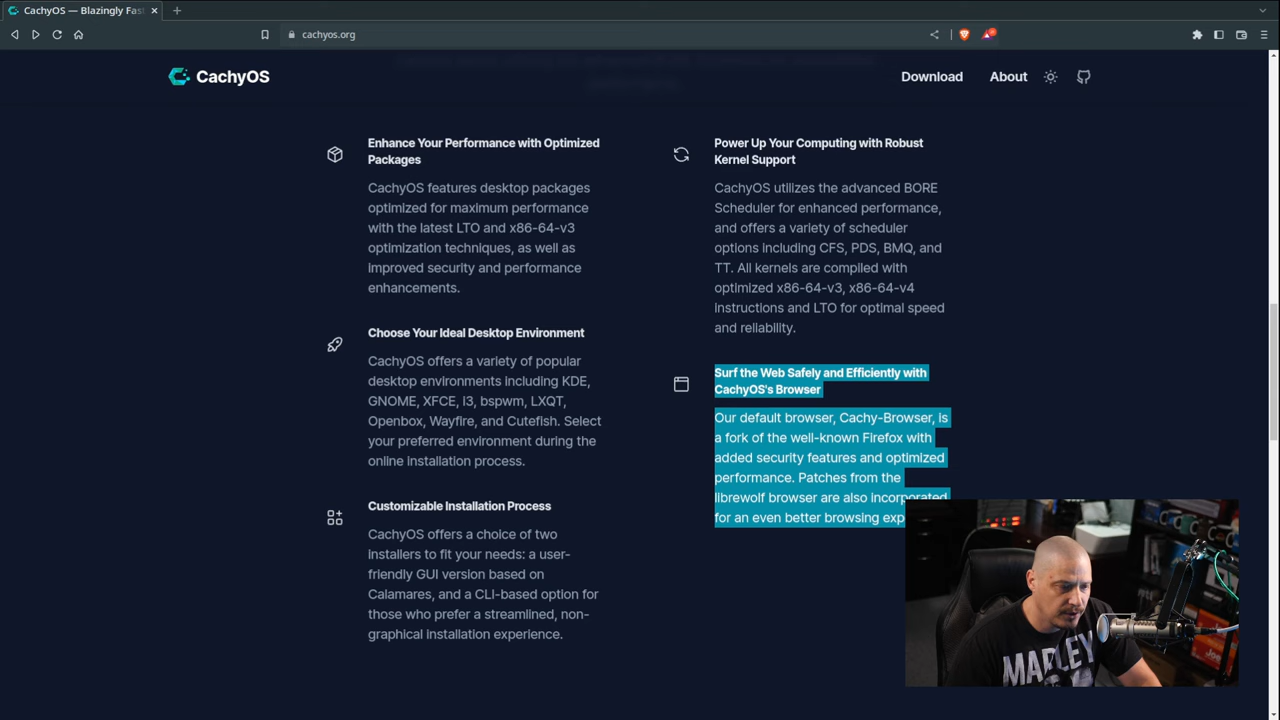 CachyOS — Blazingly Fas
cachyos.org
CachyOS
Download
About
Enhance Your Performance with Optimized
Packages
CachyOS features desktop packages
optimized for maximum performance
with the latest LTO and x86-64-v3
optimization techniques, as well as
improved security and performance
enhancements.
Choose Your Ideal Desktop Environment
CachyOS offers a variety of popular
desktop environments including KDE,
GNOME, XFCE, i3, bspwm, LXQT,
Openbox, Wayfire, and Cutefish. Select
your preferred environment during the
online installation process.
Customizable Installation Process
CachyOS offers a choice of two
installers to fit your needs: a user-
friendly GUI version based on
Calamares, and a CLI-based option for
those who prefer a streamlined, non-
graphical installation experience.
Power Up Your Computing with Robust
Kernel Support
CachyOS utilizes the advanced BORE
Scheduler for enhanced performance,
and offers a variety of scheduler
options including CFS, PDS, BMQ, and
TT. All kernels are compiled with
optimized x86-64-v3, x86-64-v4
instructions and LTO for optimal speed
and reliability.
Surf the Web Safely and Efficiently with
CachyOS's Browser
Our default browser, Cachy-Browser, is
a fork of the well-known Firefox with
added security features and optimized
performance. Patches from the
librewolf browser are also incorporated
for an even better browsing exp
MARLEY